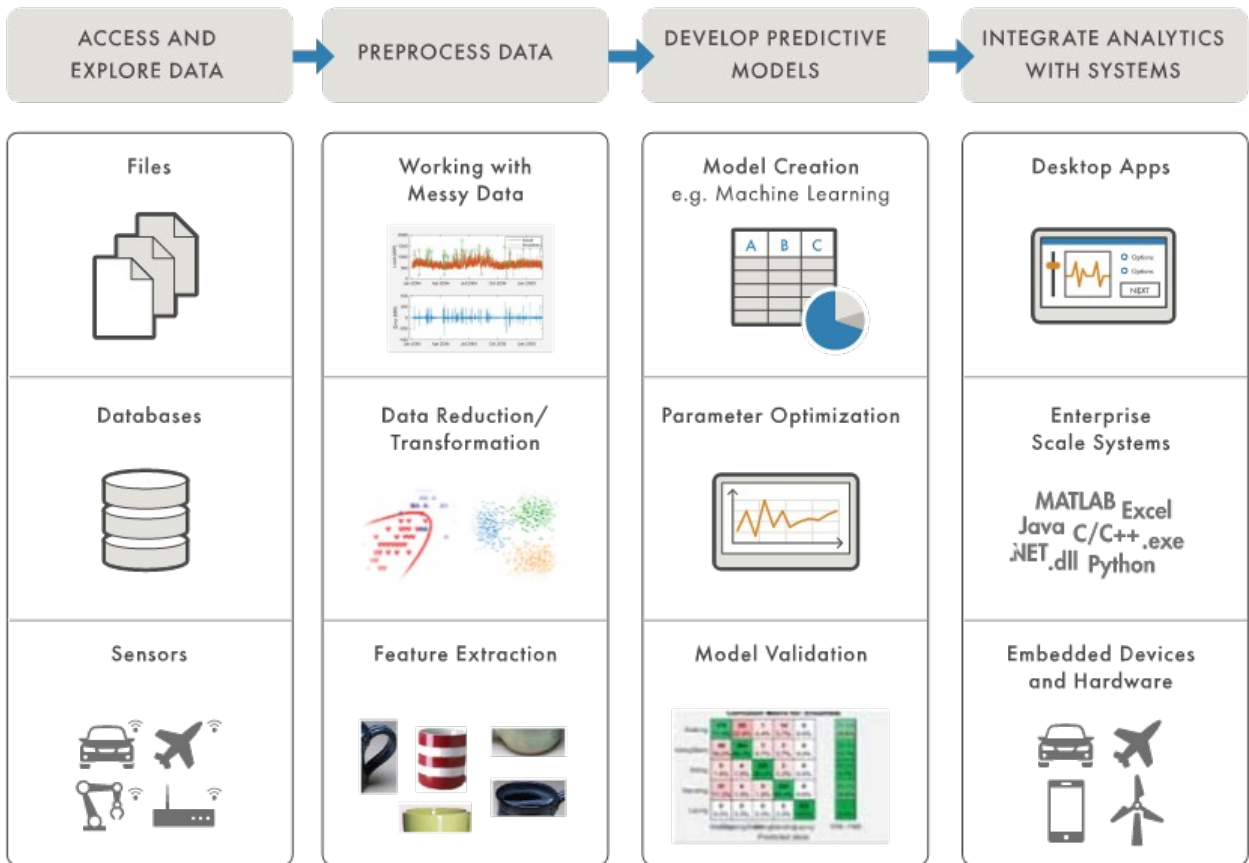 ACCESS AND
EXPLORE DATA
PREPROCESS DATA
DEVELOP PREDICTIVE
MODELS
INTEGRATE ANALYTICS
WITH SYSTEMS
Files
Databases
Sensors
Working with
Messy Data
Data Reduction/
Transformation
Feature Extraction
Model Creation
e.g. Machine Learning
A B C
Parameter Optimization
Model Validation
Desktop Apps
Options
Options
NEXT
Enterprise
Scale Systems
MATLAB Excel
Java C/C++ .exe
.NET .dll Python
Embedded Devices
and Hardware